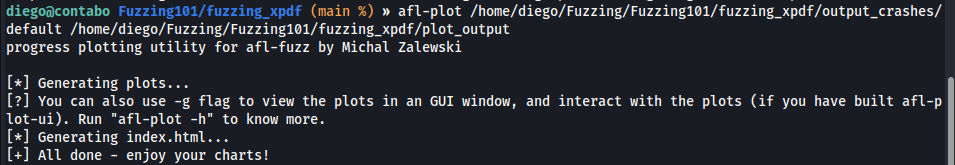 diego@contabo Fuzzing101/fuzzing_xpdf (main %) » afl-plot /home/diego/Fuzzing/Fuzzing101/fuzzing_xpdf/output_crashes/
default /home/diego/Fuzzing/Fuzzing101/fuzzing_xpdf/plot_output
progress plotting utility for afl-fuzz by Michal Zalewski

[*] Generating plots...
[?] You can also use -g flag to view the plots in an GUI window, and interact with the plots (if you have built afl-p
lot-ui). Run "afl-plot -h" to know more.
[*] Generating index.html...
[+] All done - enjoy your charts!